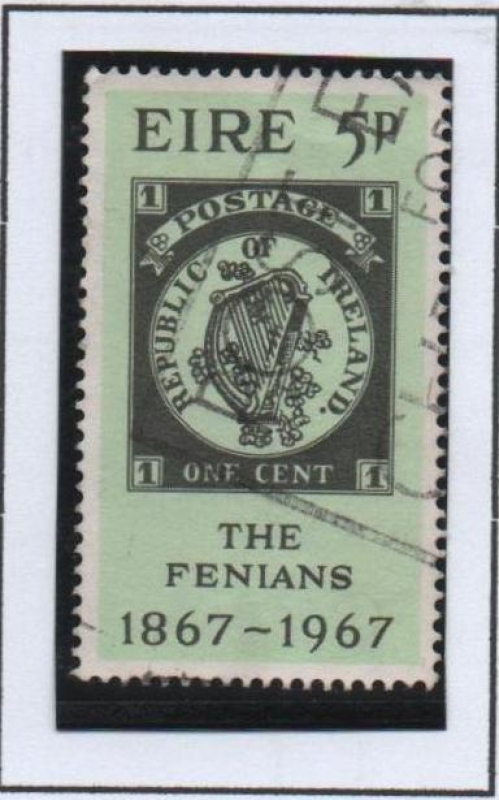 EIRE 5P
1 POSTAGE 1
REPUBLIC OF IRELAND.
1 ONE CENT 1
THE
FENIANS
1867~1967